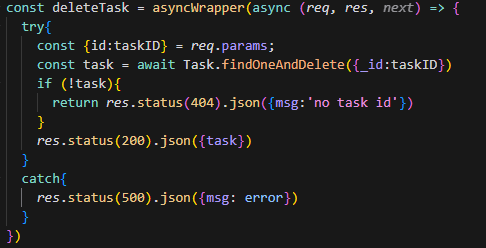 const deleteTask = asyncWrapper(async (req, res, next) => {
  try{
    const {id:taskID} = req.params;
    const task = await Task.findOneAndDelete({_id:taskID})
    if (!task){
      return res.status(404).json({msg:'no task id'})
    }
    res.status(200).json({task})
  }
  catch{
    res.status(500).json({msg: error})
  }
})